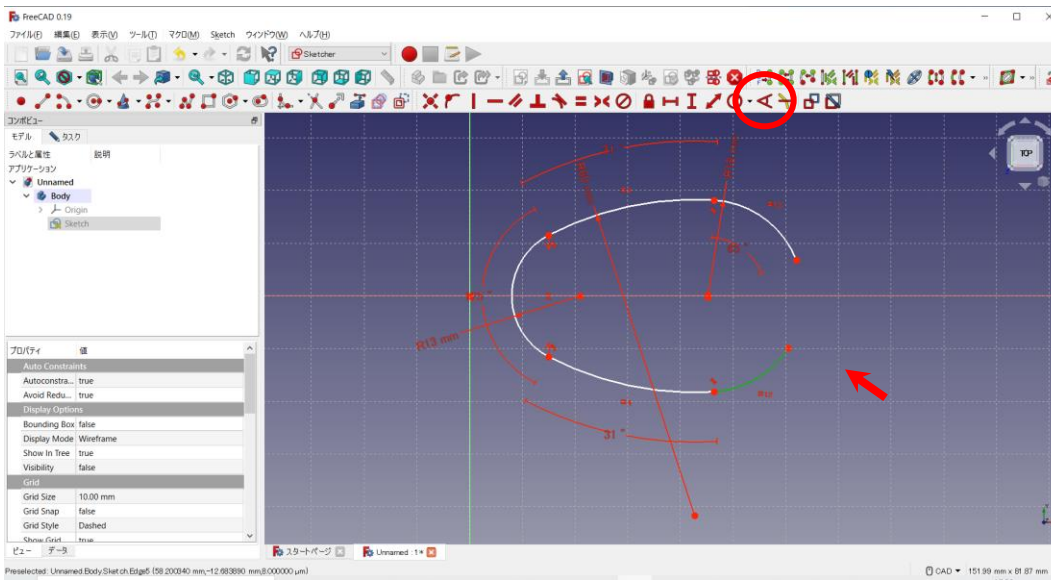 FreeCAD 0.19
ファイル(F) 編集(E) 表示(V) ツール(T) マクロ(M) Sketch ウィンドウ(W) ヘルプ(H)
Sketcher
コンボビュー
モデル タスク
ラベルと属性 説明
アプリケーション
Unnamed
Body
Origin
Sketch
プロパティ 値
Auto Constraints
Autoconstra... true
Avoid Redu... true
Display Options
Bounding Box false
Display Mode Wireframe
Show In Tree true
Visibility false
Grid
Grid Size 10.00 mm
Grid Snap false
Grid Style Dashed
Show Grid true
ビュー データ
TOP
31 °
R13 mm
スタートページ
Unnamed : 1*
Preselected: Unnamed.Body.Sketch.Edge5 (58.200340 mm,-12.683890 mm,8.000000 μm)
CAD 151.99 mm x 81.87 mm